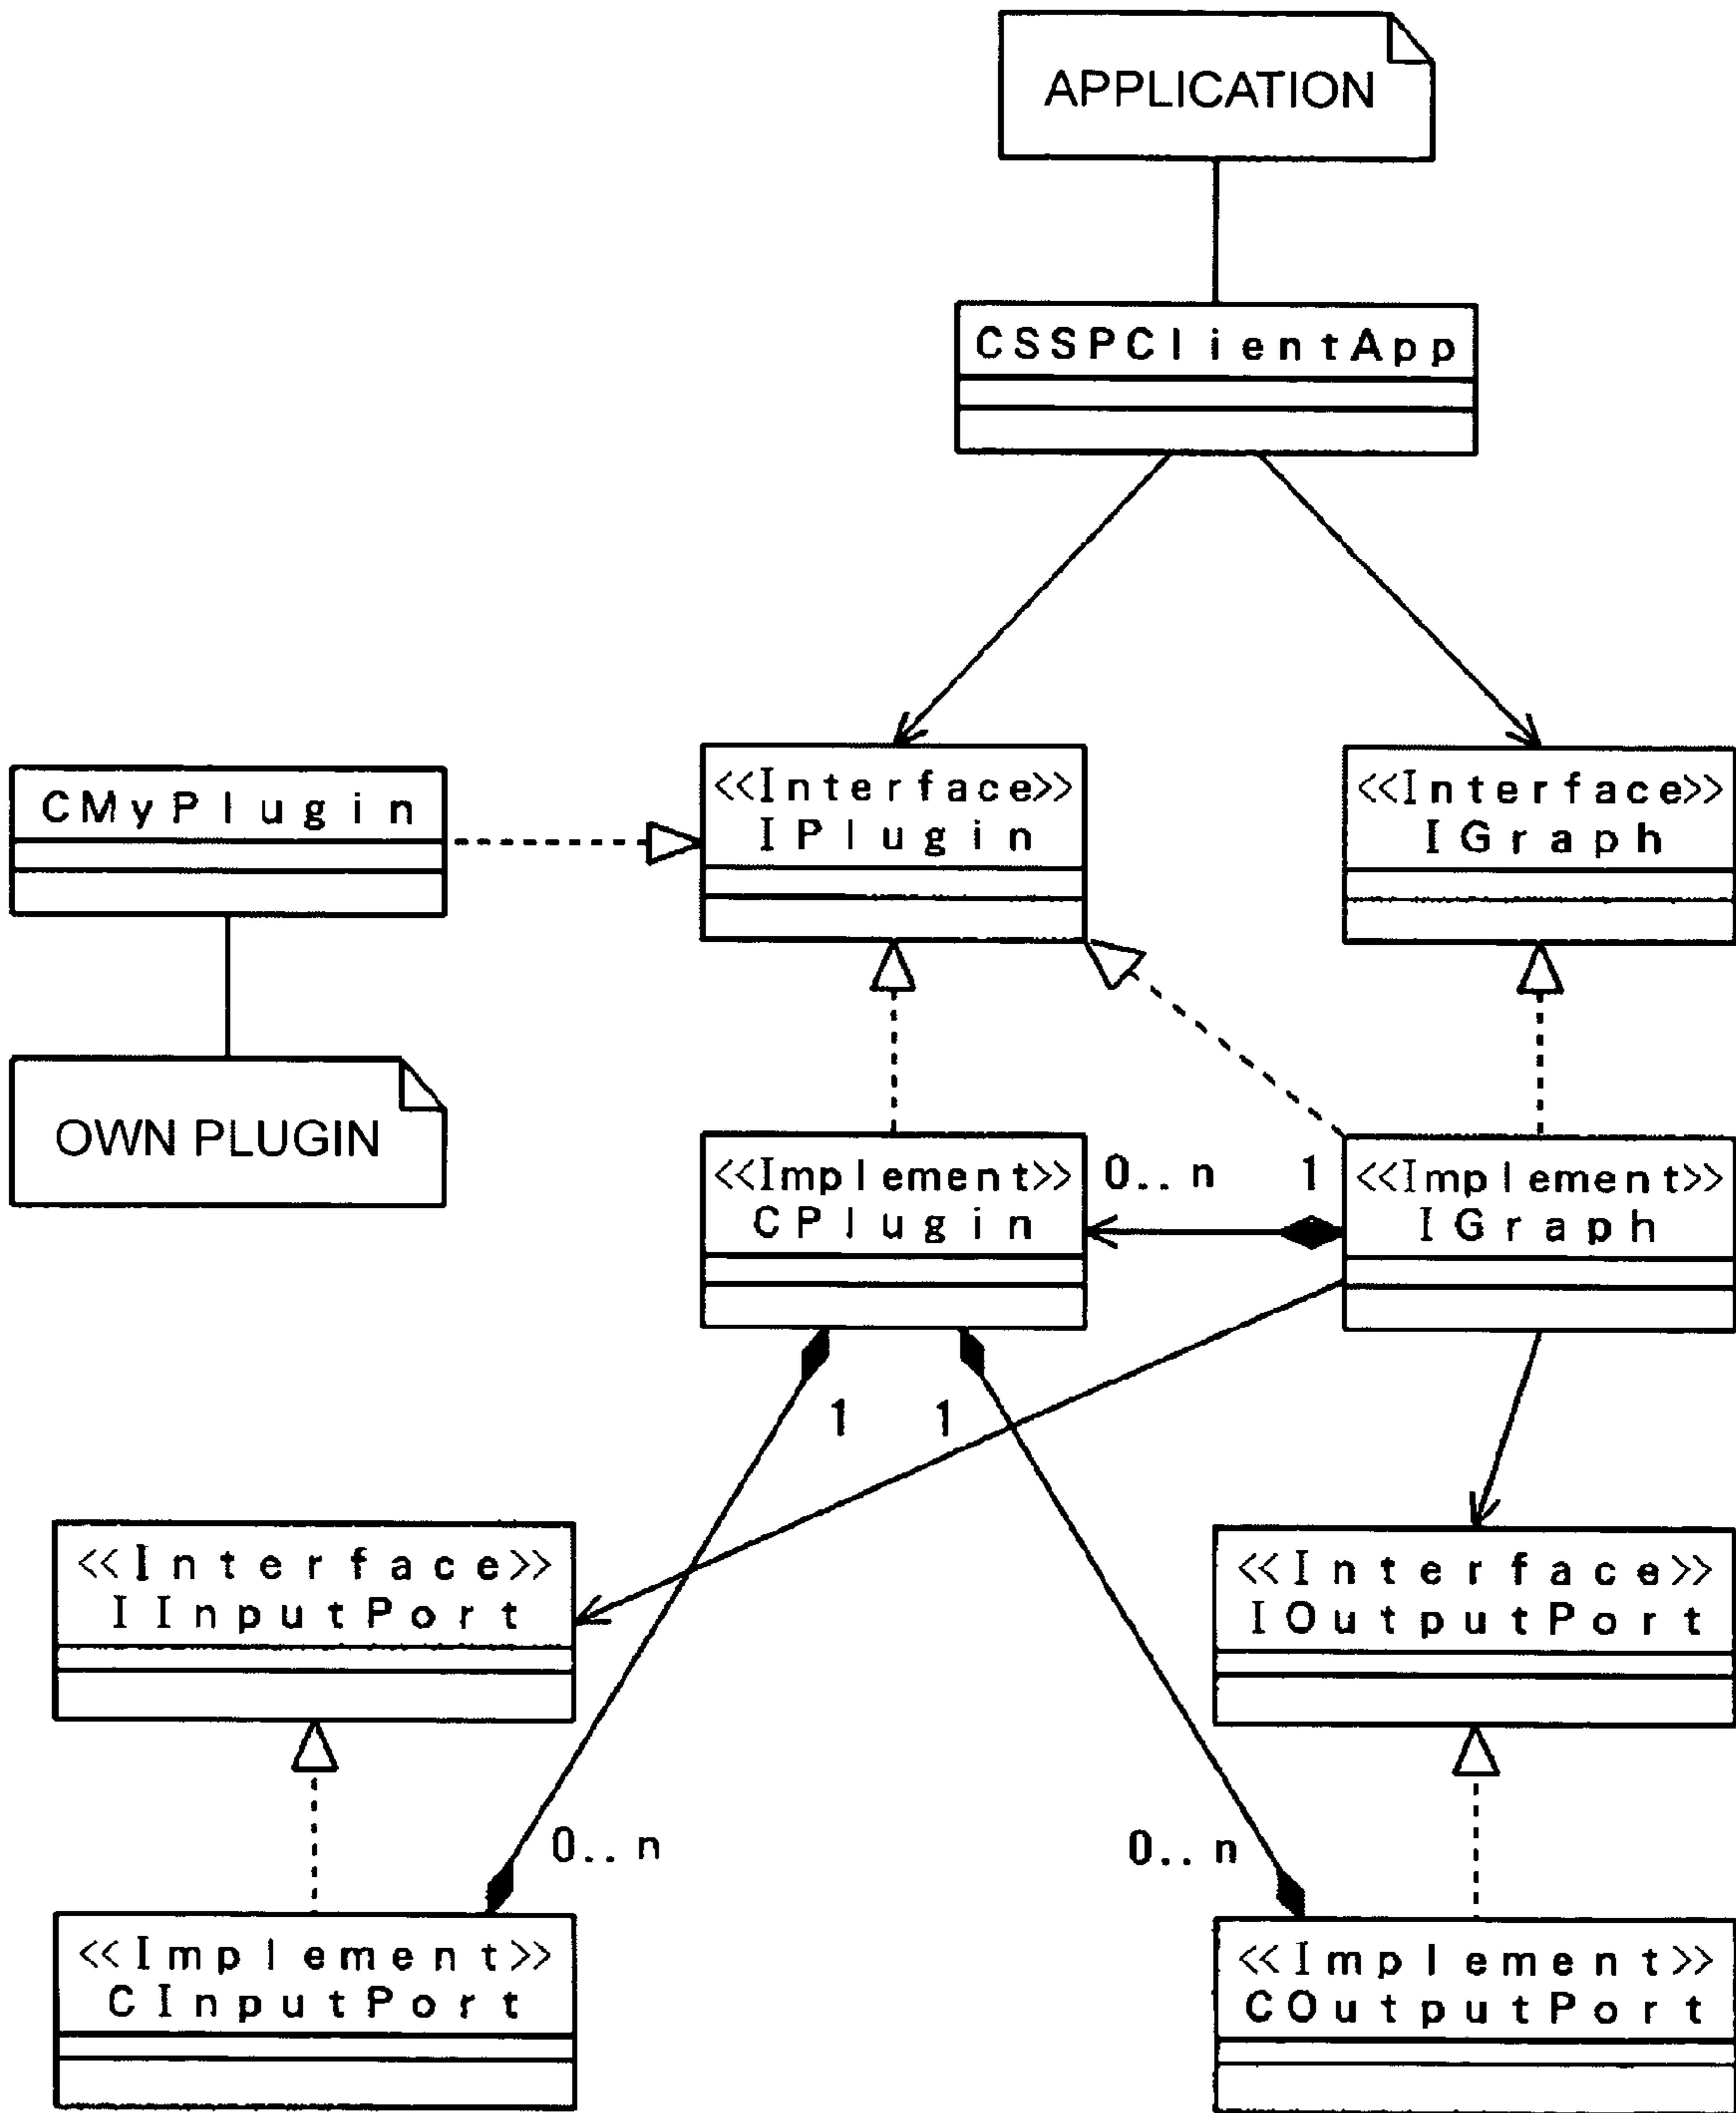 APPLICATION
CSSPClientApp
CMyPlugin
<<Interface>>
IPlugin
<<Interface>>
IGraph
OWN PLUGIN
<<Implement>>
CPlugin
0..n
1
<<Implement>>
IGraph
1
1
<<Interface>>
IInputPort
<<Interface>>
IOutputPort
0..n
0..n
<<Implement>>
CInputPort
<<Implement>>
COutputPort